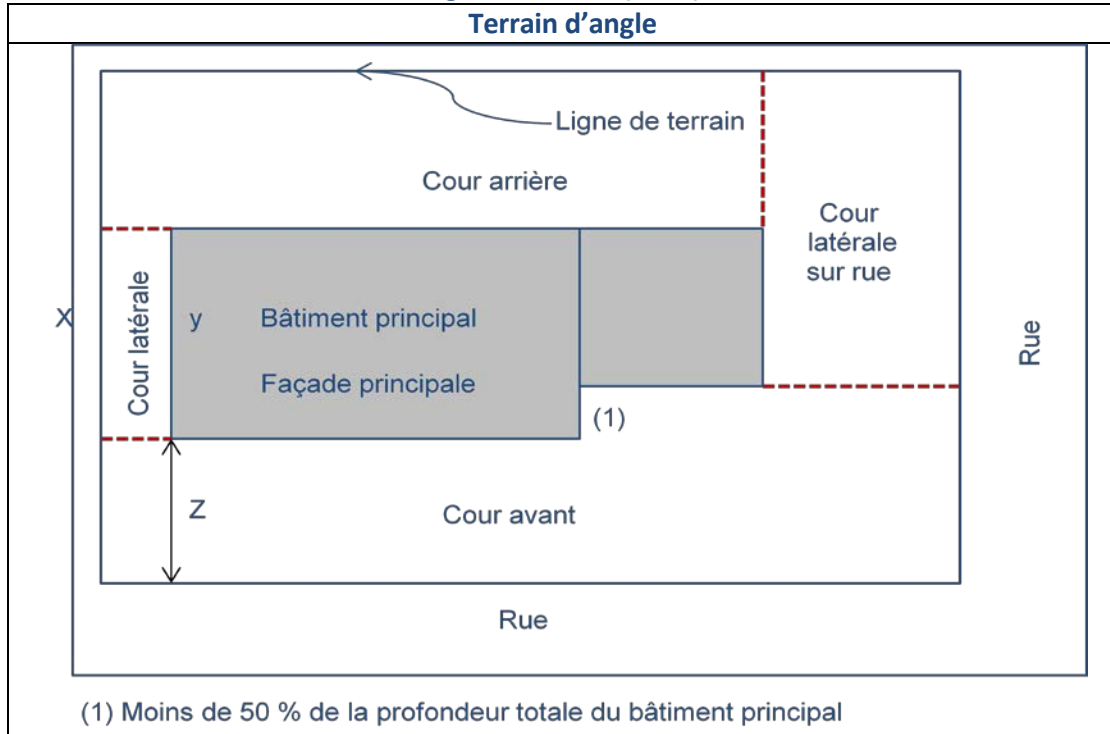 Terrain d’angle
Ligne de terrain
Cour arrière
Cour
latérale
sur rue
Cour latérale
X
y
Bâtiment principal
Façade principale
(1)
Rue
Z
Cour avant
Rue
(1) Moins de 50 % de la profondeur totale du bâtiment principal